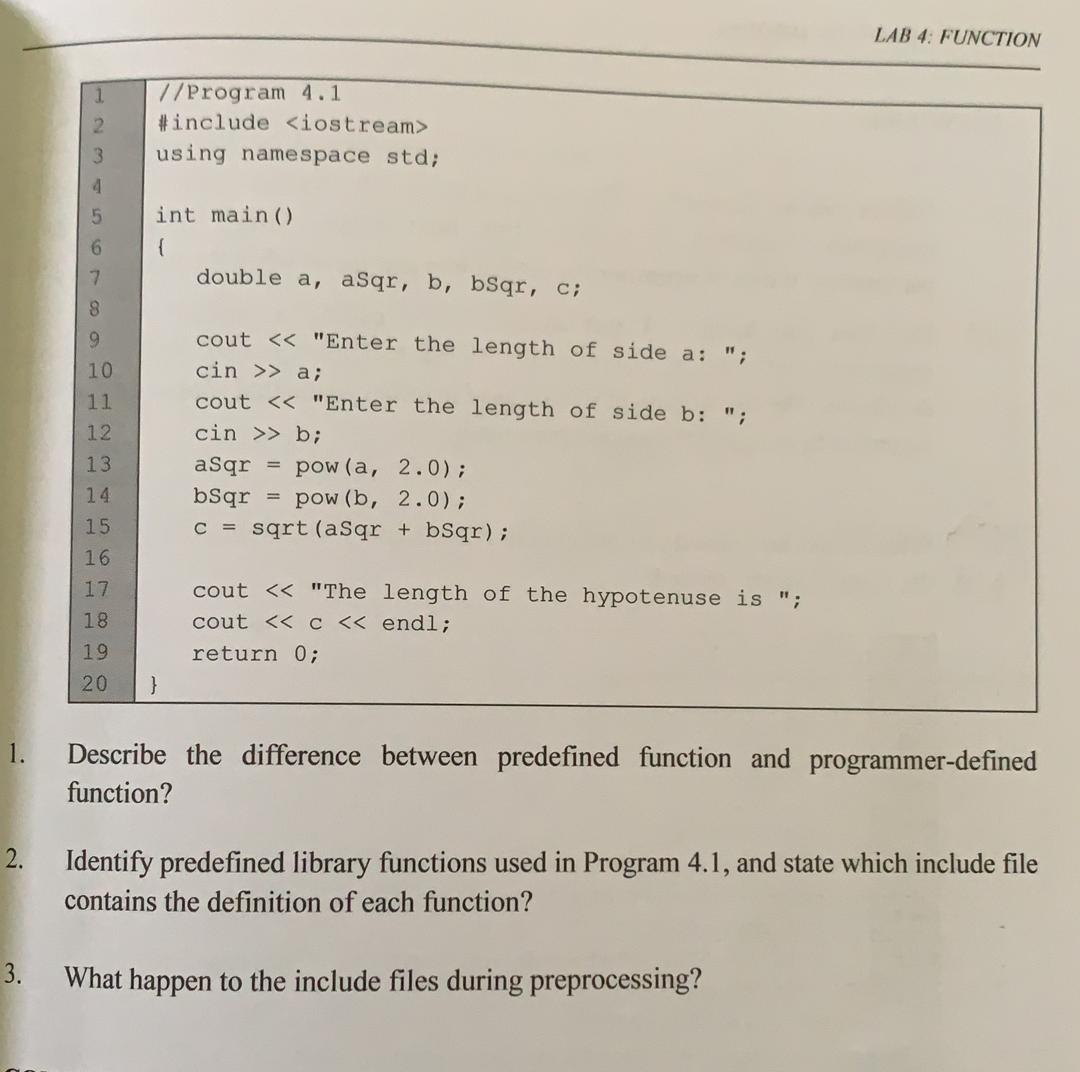 LAB 4: FUNCTION
1 //Program 4.1
2 #include <iostream>
3 using namespace std;
4
5 int main()
6 {
7 double a, aSqr, b, bSqr, c;
8
9 cout << "Enter the length of side a: ";
10 cin >> a;
11 cout << "Enter the length of side b: ";
12 cin >> b;
13 aSqr = pow(a, 2.0);
14 bSqr = pow(b, 2.0);
15 c = sqrt(aSqr + bSqr);
16
17 cout << "The length of the hypotenuse is ";
18 cout << c << endl;
19 return 0;
20 }
1. Describe the difference between predefined function and programmer-defined
function?
2. Identify predefined library functions used in Program 4.1, and state which include file
contains the definition of each function?
3. What happen to the include files during preprocessing?